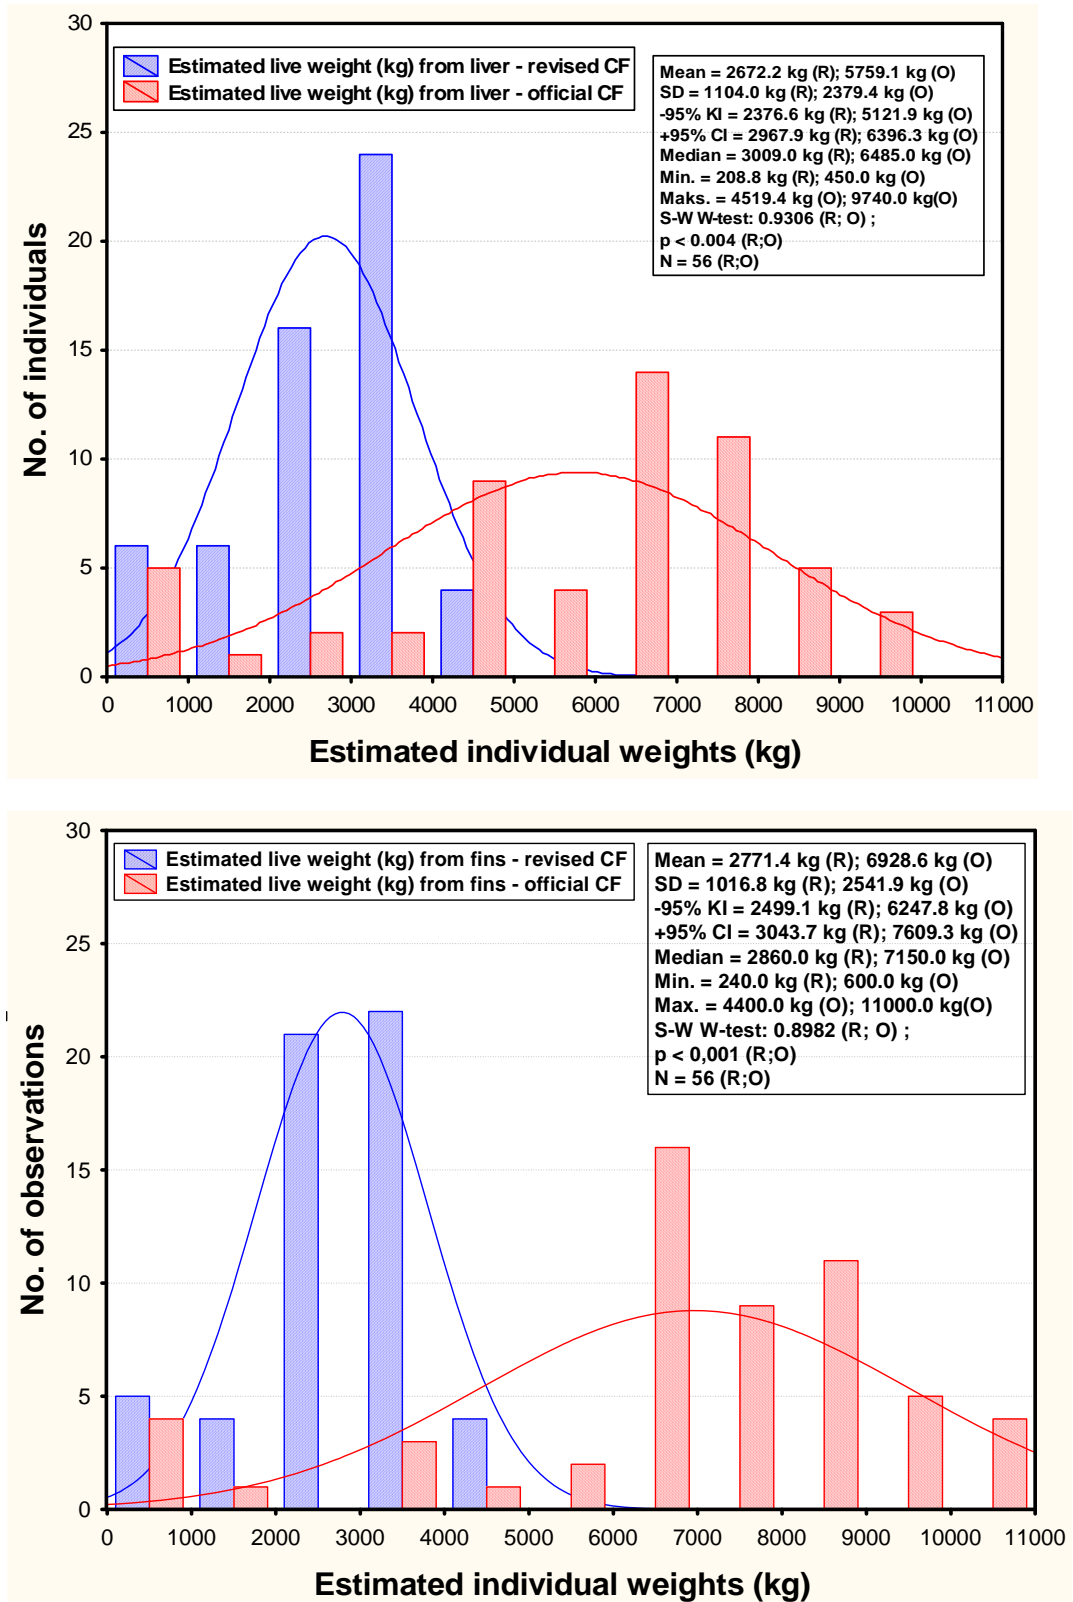 30
25
20
15
10
5
0
No. of individuals
Estimated live weight (kg) from liver - revised CF
Estimated live weight (kg) from liver - official CF
Mean = 2672.2 kg (R); 5759.1 kg (O)
SD = 1104.0 kg (R); 2379.4 kg (O)
-95% KI = 2376.6 kg (R); 5121.9 kg (O)
+95% CI = 2967.9 kg (R); 6396.3 kg (O)
Median = 3009.0 kg (R); 6485.0 kg (O)
Min. = 208.8 kg (R); 450.0 kg (O)
Maks. = 4519.4 kg (O); 9740.0 kg(O)
S-W W-test: 0.9306 (R; O) ;
p < 0.004 (R;O)
N = 56 (R;O)
0 1000 2000 3000 4000 5000 6000 7000 8000 9000 10000 11000
Estimated individual weights (kg)
30
25
20
15
10
5
0
No. of observations
Estimated live weight (kg) from fins - revised CF
Estimated live weight (kg) from fins - official CF
Mean = 2771.4 kg (R); 6928.6 kg (O)
SD = 1016.8 kg (R); 2541.9 kg (O)
-95% KI = 2499.1 kg (R); 6247.8 kg (O)
+95% CI = 3043.7 kg (R); 7609.3 kg (O)
Median = 2860.0 kg (R); 7150.0 kg (O)
Min. = 240.0 kg (R); 600.0 kg (O)
Max. = 4400.0 kg (O); 11000.0 kg(O)
S-W W-test: 0.8982 (R; O) ;
p < 0,001 (R;O)
N = 56 (R;O)
0 1000 2000 3000 4000 5000 6000 7000 8000 9000 10000 11000
Estimated individual weights (kg)